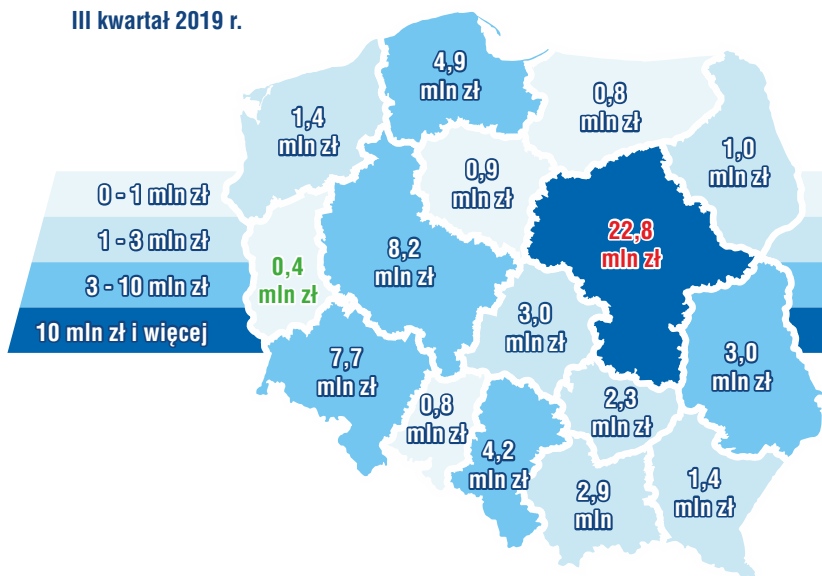 III kwartał 2019 r.
4,9
mln zł
0,8
mln zł
1,4
mln zł
1,0
mln zł
0,9
mln zł
0 - 1 mln zł
1 - 3 mln zł
3 - 10 mln zł
10 mln zł i więcej
22,8
mln zł
8,2
mln zł
0,4
mln zł
3,0
mln zł
3,0
mln zł
7,7
mln zł
0,8
mln zł
2,3
mln zł
4,2
mln zł
2,9
mln
1,4
mln zł